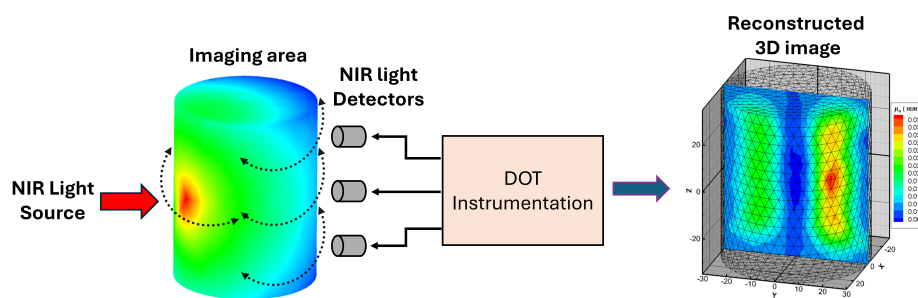 Imaging area
NIR light
Detectors
NIR Light
Source
DOT
Instrumentation
Reconstructed
3D image
20
0
-20
Z
-30
-20
-10
0
10
20
30
Y
20
0
-20
X